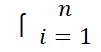 ⌠ n
i = 1